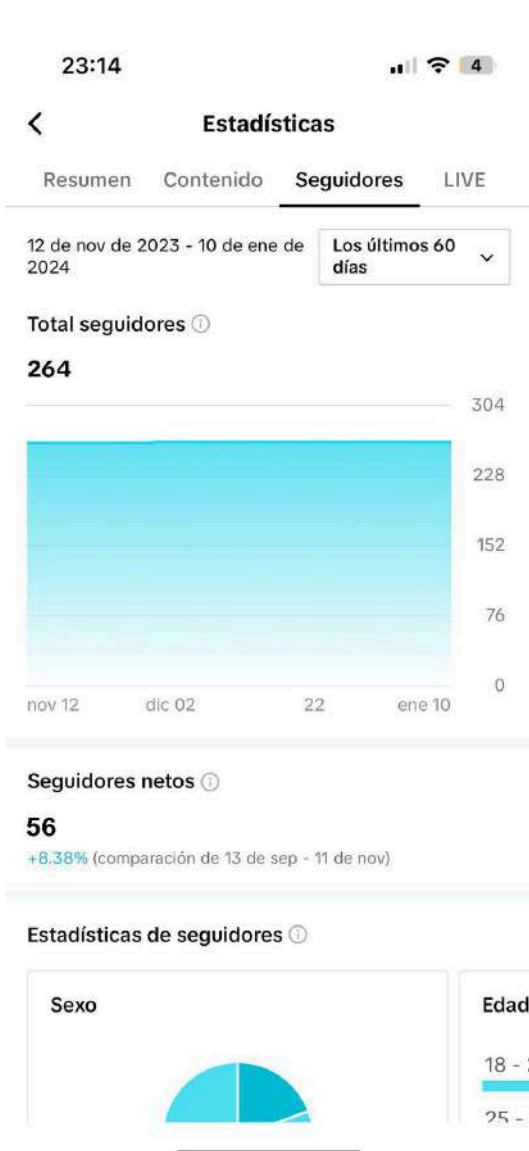 23:14
4
Estadísticas
Resumen Contenido Seguidores LIVE
12 de nov de 2023 - 10 de ene de
2024
Los últimos 60
días
Total seguidores
264
304
228
152
76
0
nov 12 dic 02 22 ene 10
Seguidores netos
56
+8.38% (comparación de 13 de sep - 11 de nov)
Estadísticas de seguidores
Sexo
Edad
18 -
25 -